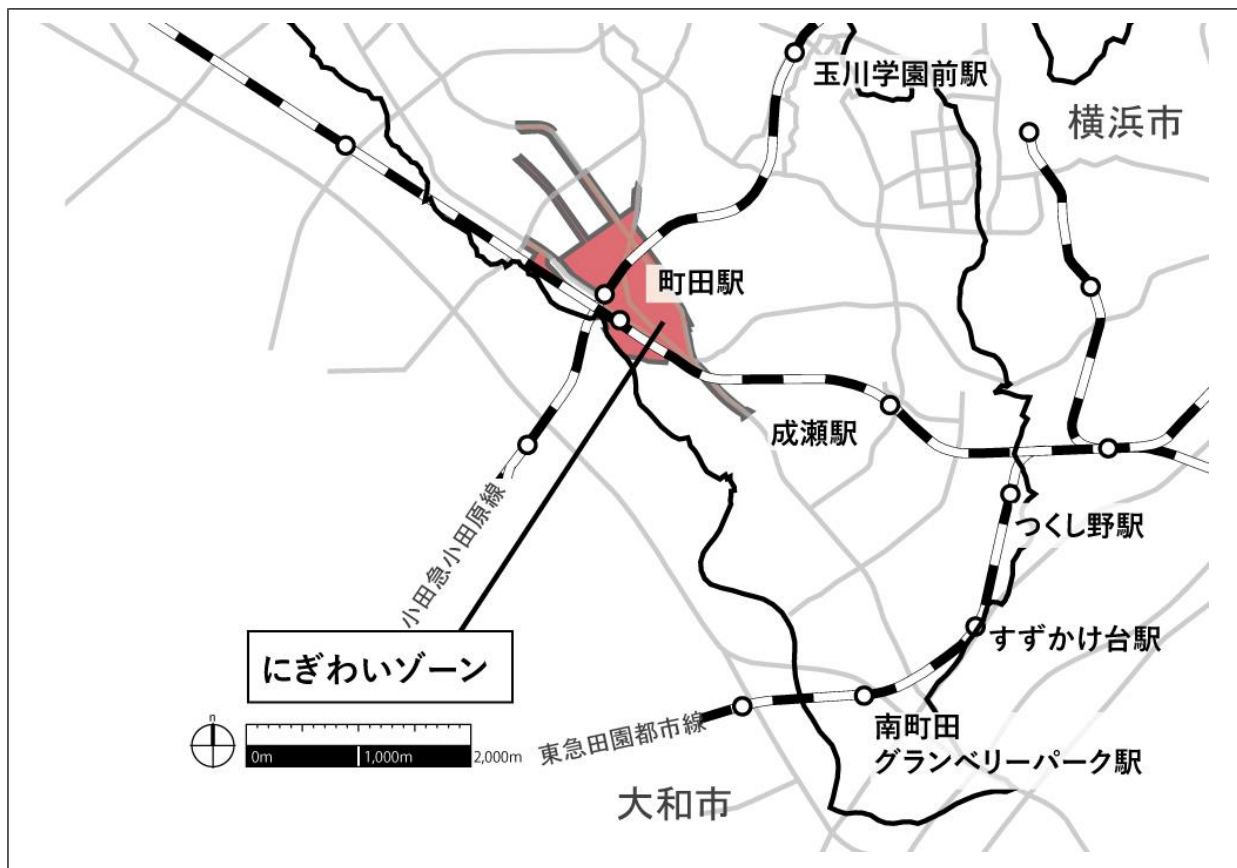 玉川学園前駅
横浜市
町田駅
成瀬駅
つくし野駅
小田急小田原線
すずかけ台駅
にぎわいゾーン
南町田
グランベリーパーク駅
東急田園都市線
n
0m
1,000m
2,000m
大和市